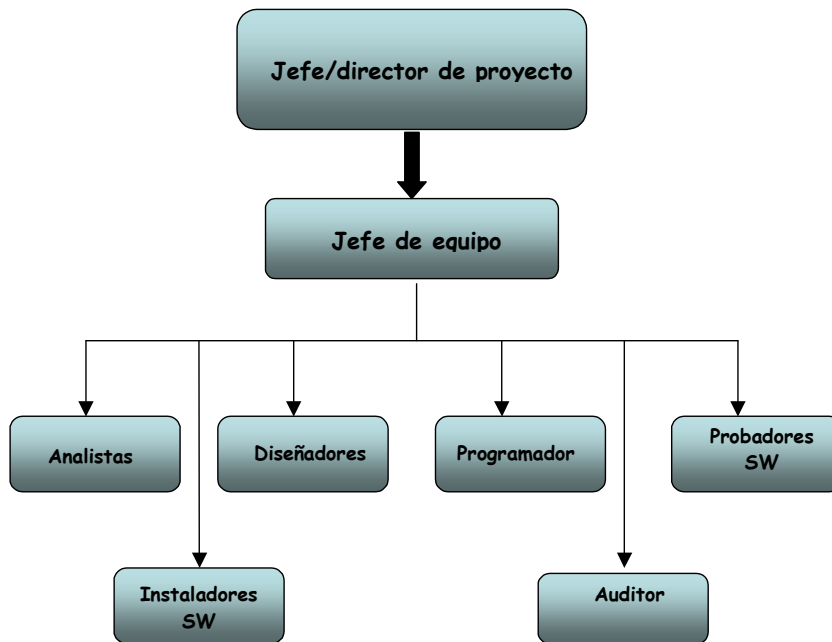 Jefe/director de proyecto
Jefe de equipo
Analistas
Diseñadores
Programador
Probadores
SW
Instaladores
SW
Auditor